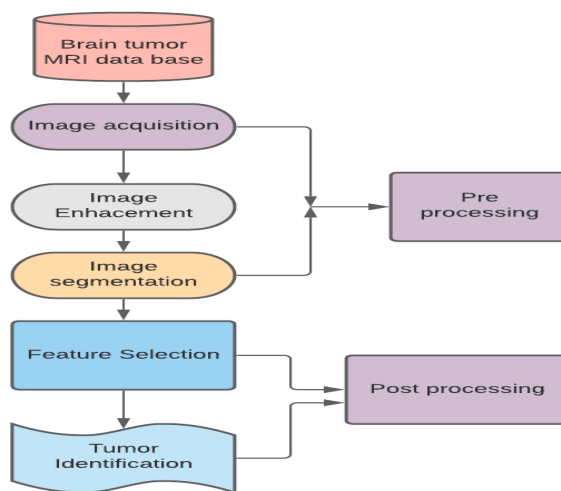 Brain tumor
MRI data base
Image acquisition
Image
Enhacement
Pre
processing
Image
segmentation
Feature Selection
Post processing
Tumor
Identification